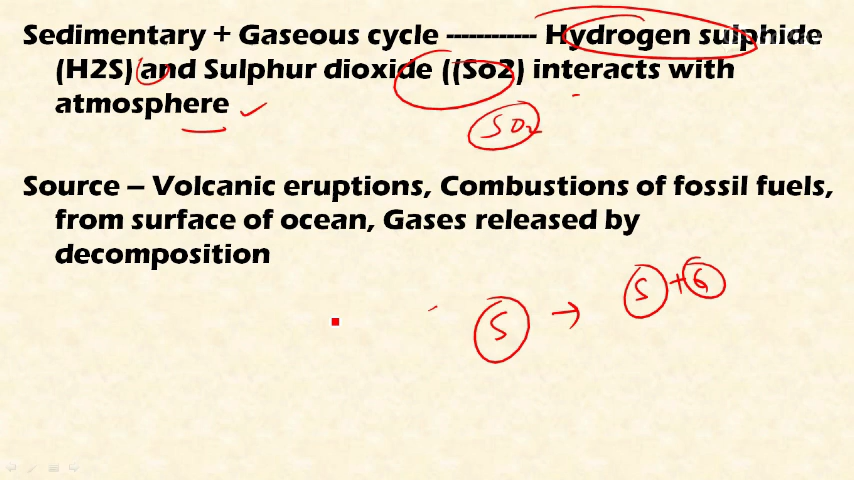 Sedimentary + Gaseous cycle ------------ Hydrogen sulphide
(H2S) and Sulphur dioxide ((So2) interacts with
atmosphere
SO2
Source – Volcanic eruptions, Combustions of fossil fuels,
from surface of ocean, Gases released by
decomposition
S → S + G